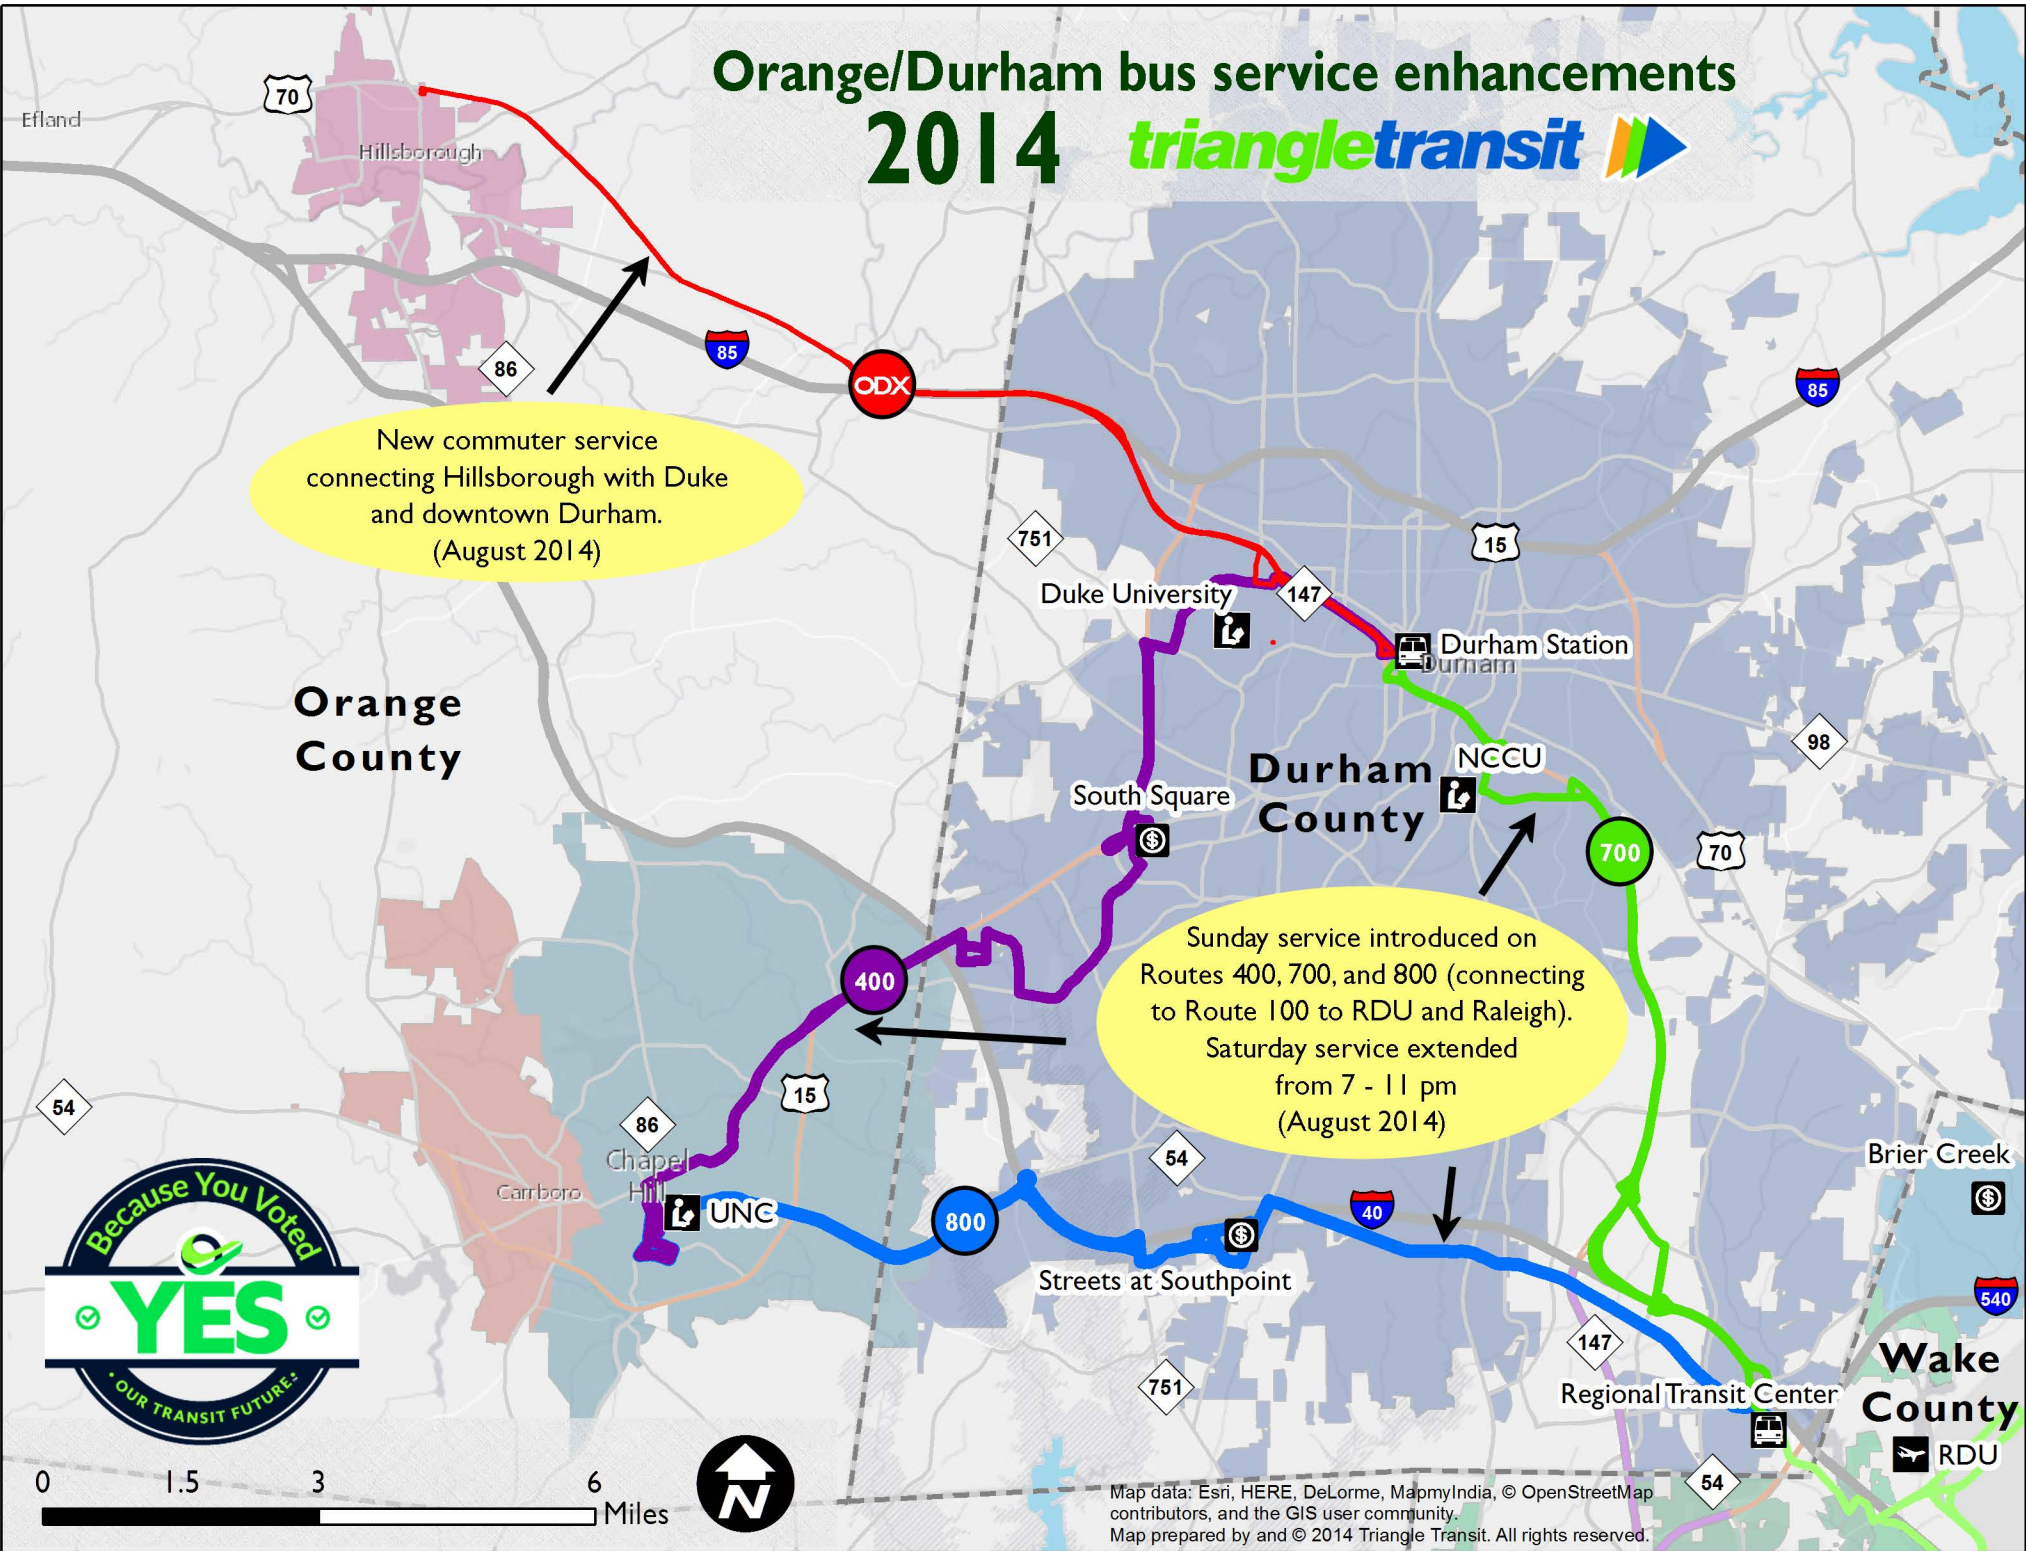 Orange/Durham bus service enhancements
2014
triangletransit
70
Efland
Hillsborough
85
86
ODX
85
New commuter service
connecting Hillsborough with Duke
and downtown Durham.
(August 2014)
751
15
Duke University
147
Durham Station
Durham
Orange
County
98
NCCU
Durham
County
South Square
700
70
Sunday service introduced on
Routes 400, 700, and 800 (connecting
to Route 100 to RDU and Raleigh).
Saturday service extended
from 7 - 11 pm
(August 2014)
400
54
15
86
Chapel
Hill
Carrboro
UNC
54
Brier Creek
800
40
Streets at Southpoint
540
147
Wake
County
751
Regional Transit Center
RDU
54
Because You Voted
YES
• OUR TRANSIT FUTURE •
0 1.5 3 6
Miles
N
Map data: Esri, HERE, DeLorme, MapmyIndia, © OpenStreetMap
contributors, and the GIS user community.
Map prepared by and © 2014 Triangle Transit. All rights reserved.